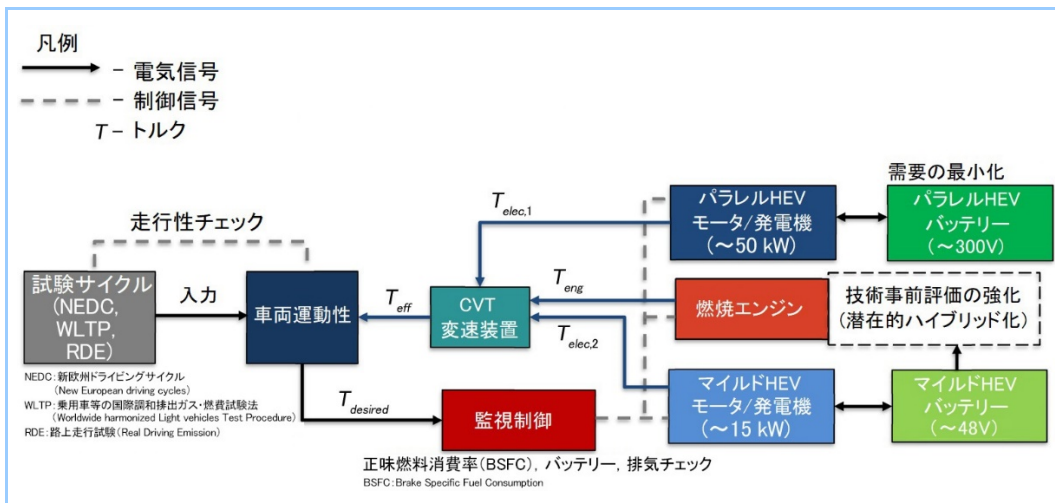 凡例
– 電気信号
– 制御信号
T – トルク
走行性チェック
試験サイクル
(NEDC,
WLTP,
RDE)
入力
車両運動性
Teff
CVT
変速装置
Telec,1
Teng
Telec,2
パラレルHEV
モータ/発電機
(～50 kW)
需要の最小化
パラレルHEV
バッテリー
(～300V)
燃焼エンジン
技術事前評価の強化
(潜在的ハイブリッド化)
マイルドHEV
モータ/発電機
(～15 kW)
マイルドHEV
バッテリー
(～48V)
Tdesired
監視制御
正味燃料消費率(BSFC), バッテリー, 排気チェック
BSFC:Brake Specific Fuel Consumption
NEDC:新欧州ドライビングサイクル
(New European driving cycles)
WLTP:乗用車等の国際調和排出ガス・燃費試験法
(Worldwide harmonized Light vehicles Test Procedure)
RDE:路上走行試験(Real Driving Emission)